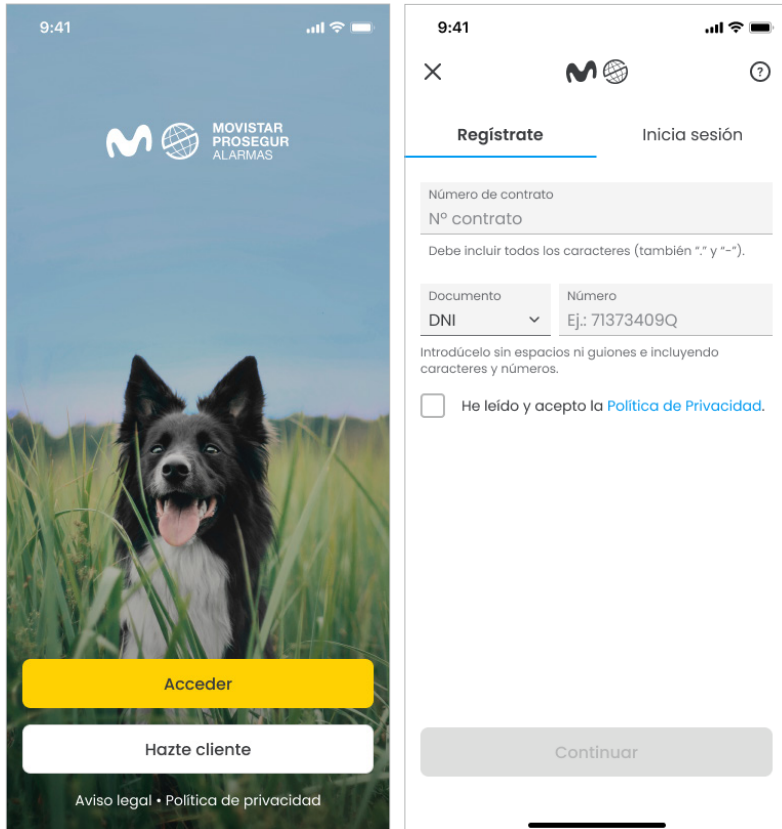 9:41
MOVISTAR
PROSEGUR
ALARMAS
Acceder
Hazte cliente
Aviso legal • Política de privacidad
9:41
Regístrate
Inicia sesión
Número de contrato
Nº contrato
Debe incluir todos los caracteres (también “.” y “-”).
Documento
DNI
Número
Ej.: 71373409Q
Introdúcelo sin espacios ni guiones e incluyendo
caracteres y números.
He leído y acepto la Política de Privacidad.
Continuar